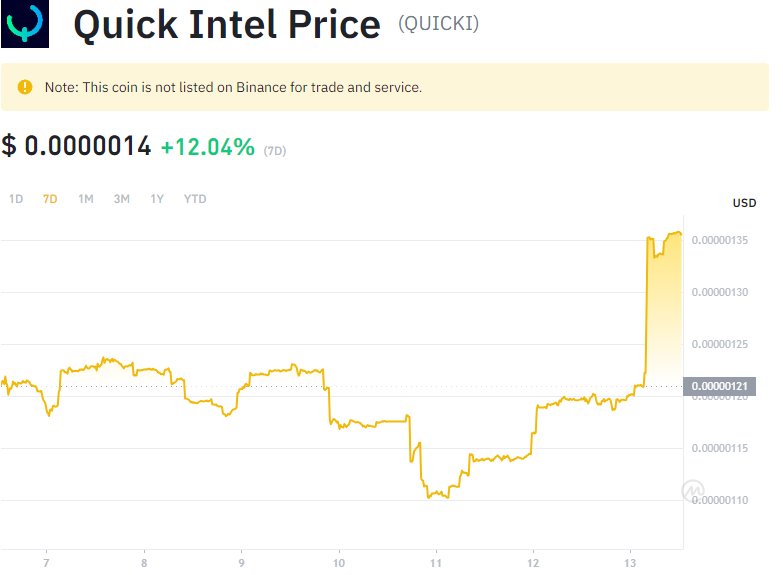 Quick Intel Price (QUICKI)
Note: This coin is not listed on Binance for trade and service.
$ 0.0000014 +12.04% (7D)
1D 7D 1M 3M 1Y YTD
USD
0.00000135
0.00000130
0.00000125
0.00000121
0.00000120
0.00000115
0.00000110
7 8 9 10 11 12 13